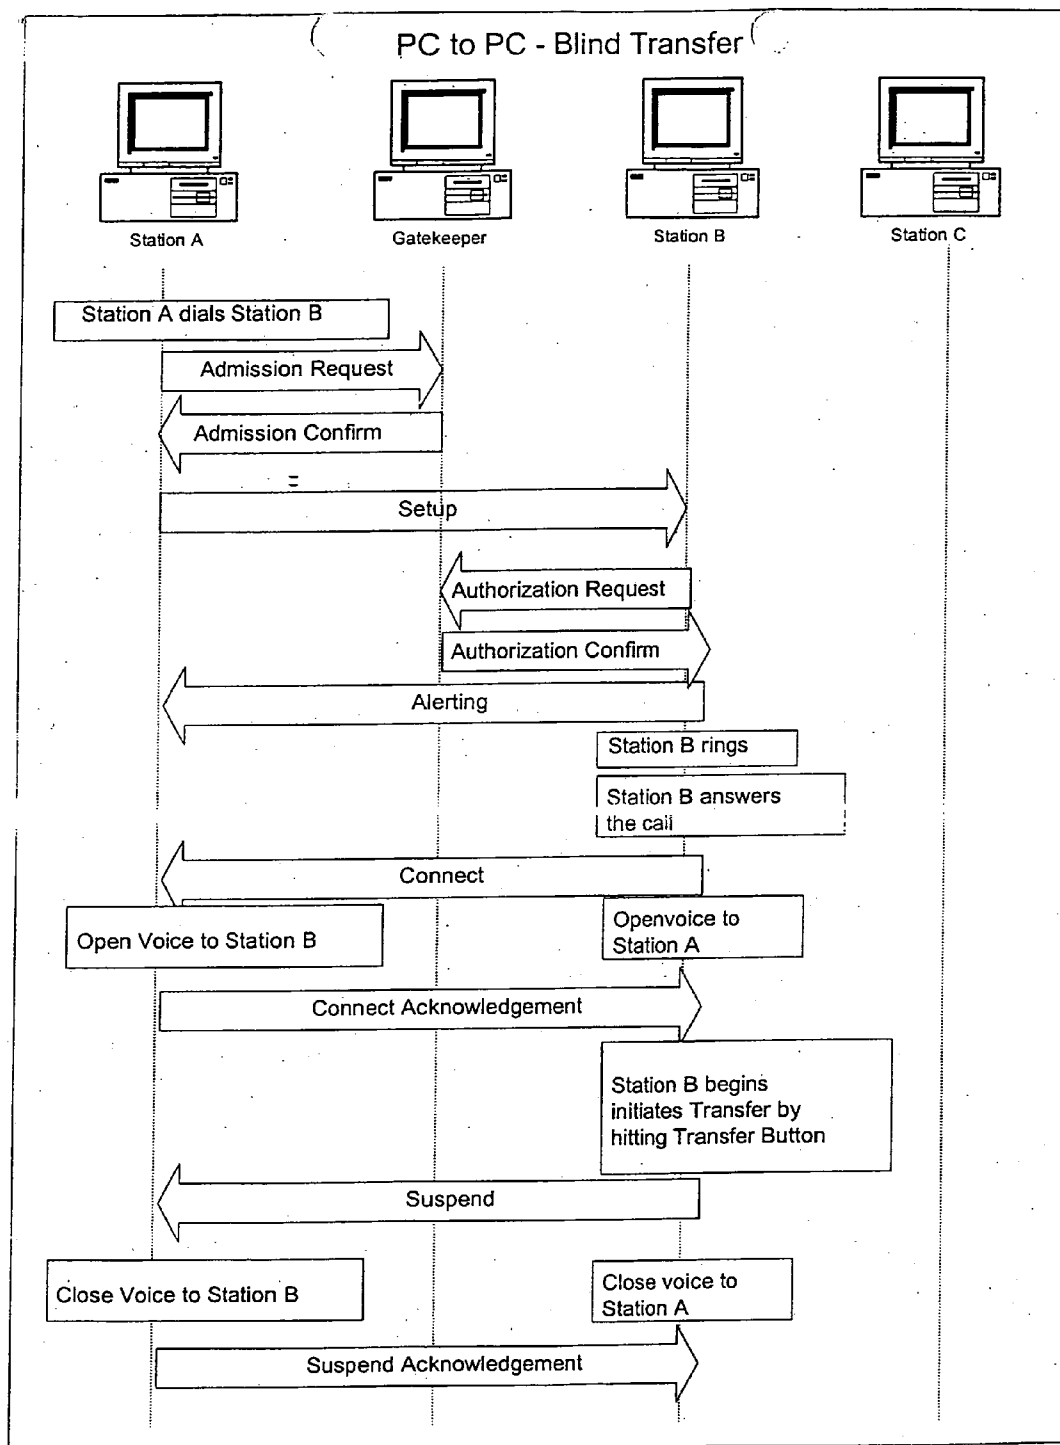 PC to PC - Blind Transfer
Station A
Gatekeeper
Station B
Station C
Station A dials Station B
Admission Request
Admission Confirm
Setup
Authorization Request
Authorization Confirm
Alerting
Station B rings
Station B answers
the call
Connect
Open Voice to Station B
Openvoice to
Station A
Connect Acknowledgement
Station B begins
initiates Transfer by
hitting Transfer Button
Suspend
Close Voice to Station B
Close voice to
Station A
Suspend Acknowledgement